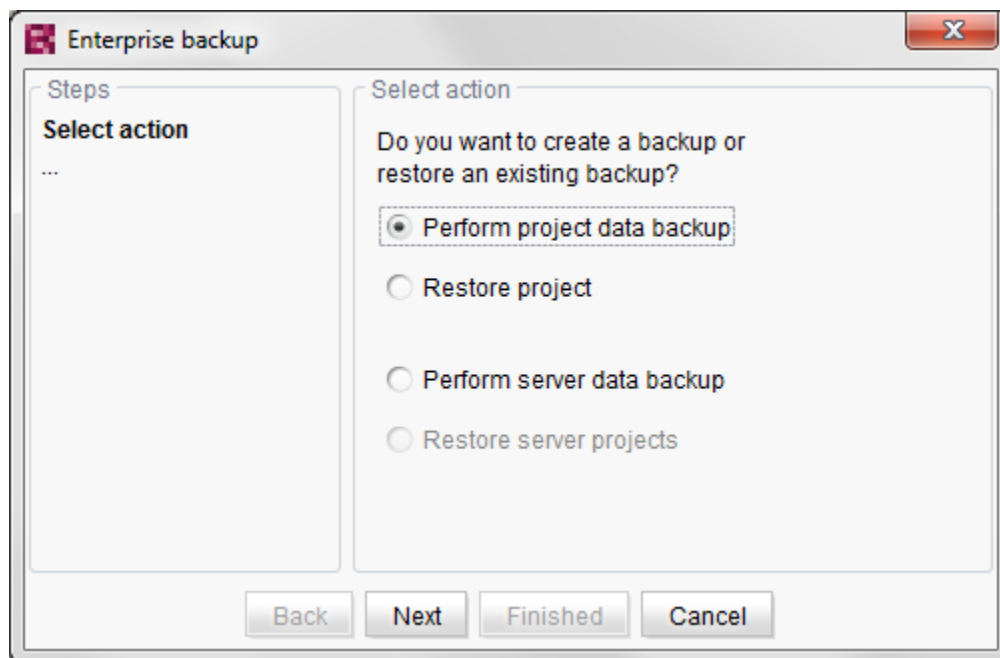 Enterprise backup
Steps
Select action
...
Select action
Do you want to create a backup or
restore an existing backup?
Perform project data backup
Restore project
Perform server data backup
Restore server projects
Back
Next
Finished
Cancel